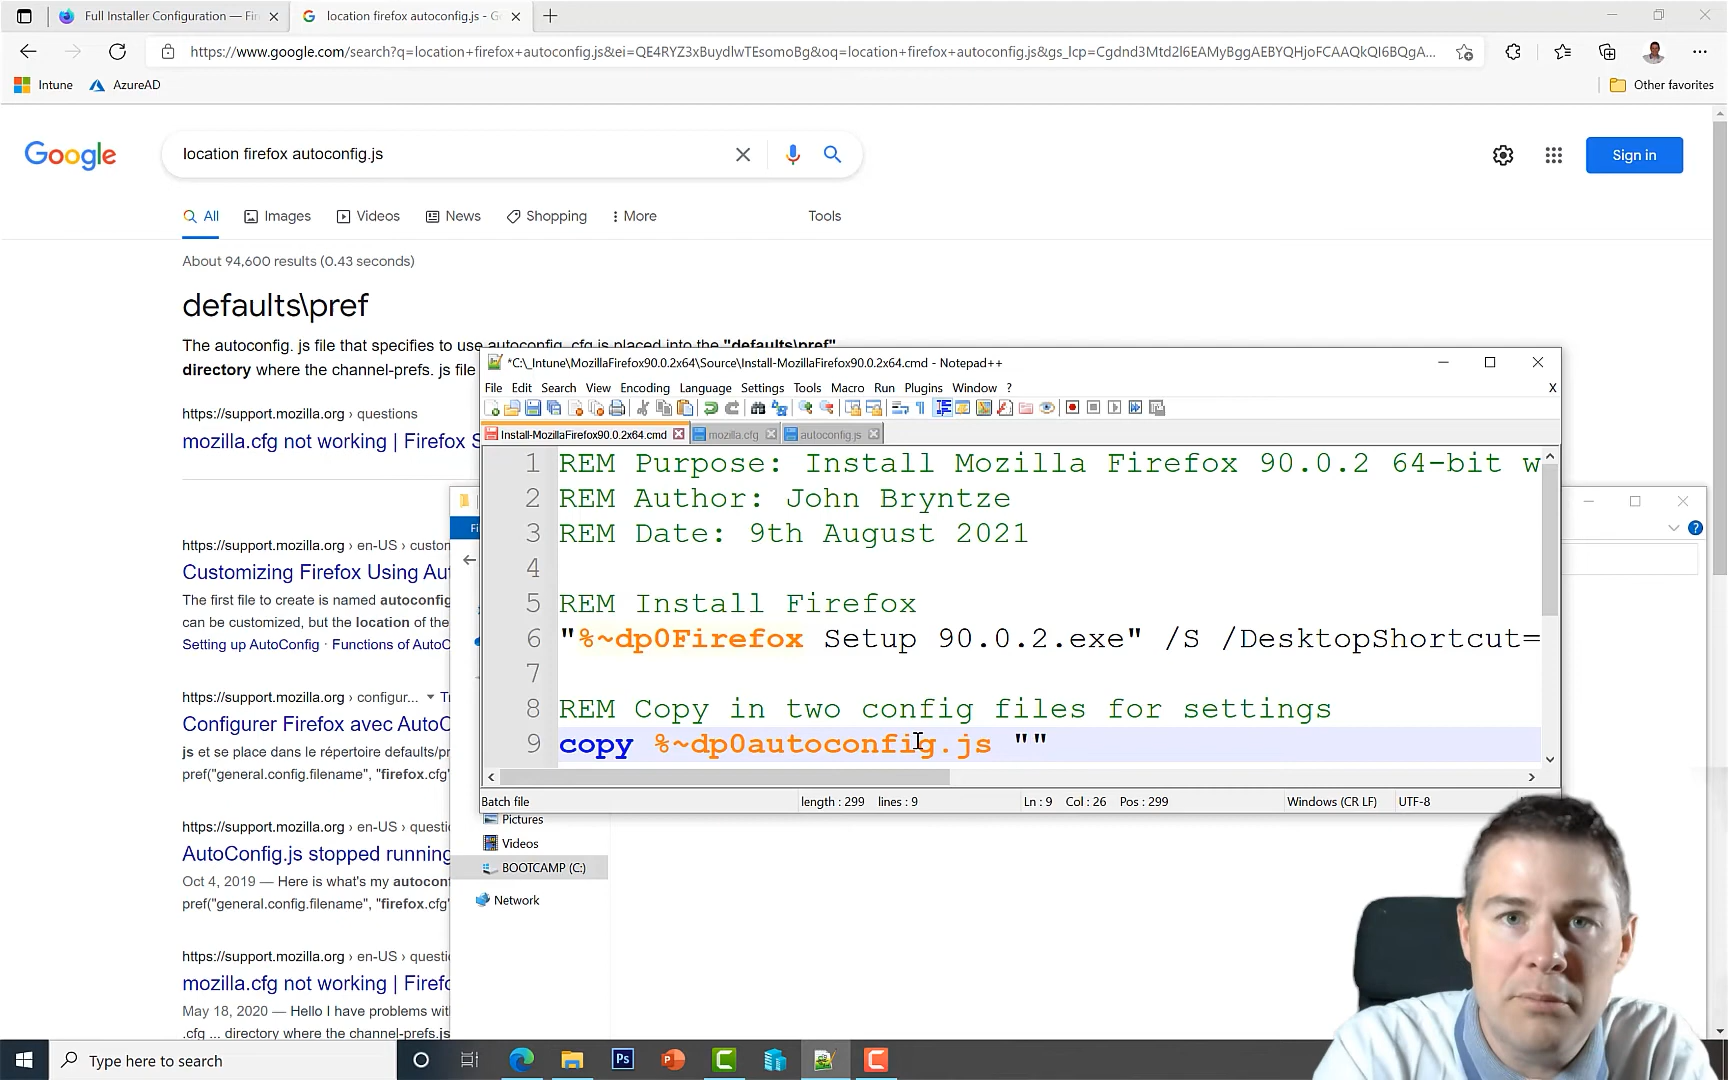 Full Installer Configuration — Fir
location firefox autoconfig.js - G
https://www.google.com/search?q=location+firefox+autoconfig.js&ei=QE4RYZ3xBuydlwTEsomoBg&oq=location+firefox+autoconfig.js&gs_lcp=Cgdnd3Mtd2l6EAMyBggAEBYQHjoFCAAQkQI6BQgA...
Intune
AzureAD
Other favorites
Google
location firefox autoconfig.js
Sign in
All
Images
Videos
News
Shopping
More
Tools
About 94,600 results (0.43 seconds)
defaults\pref
The autoconfig. js file that specifies to use autoconfig. cfg is placed into the "defaults\pref"
directory where the channel-prefs. js file
https://support.mozilla.org › questions
mozilla.cfg not working | Firefox S
https://support.mozilla.org › en-US › custon
Customizing Firefox Using Au
The first file to create is named autoconfig
can be customized, but the location of the
Setting up AutoConfig · Functions of AutoC
https://support.mozilla.org › configur... Tr
Configurer Firefox avec AutoC
js et se place dans le répertoire defaults/pr
pref("general.config.filename", "firefox.cfg"
https://support.mozilla.org › en-US › questi
AutoConfig.js stopped running
Oct 4, 2019 — Here is what's my autoconf
pref("general.config.filename", "firefox.cfg
https://support.mozilla.org › en-US › questi
mozilla.cfg not working | Firefo
May 18, 2020 — Hello I have problems wit
.cfg ... directory where the channel-prefs.js
*C:\_Intune\MozillaFirefox90.0.2x64\Source\Install-MozillaFirefox90.0.2x64.cmd - Notepad++
File Edit Search View Encoding Language Settings Tools Macro Run Plugins Window ? X
Install-MozillaFirefox90.0.2x64.cmd
mozilla.cfg
autoconfig.js
1 REM Purpose: Install Mozilla Firefox 90.0.2 64-bit w
2 REM Author: John Bryntze
3 REM Date: 9th August 2021
4
5 REM Install Firefox
6 "%~dp0Firefox Setup 90.0.2.exe" /S /DesktopShortcut=
7
8 REM Copy in two config files for settings
9 copy %~dp0autoconfig.js ""
Batch file
length : 299 lines : 9
Ln : 9 Col : 26 Pos : 299
Windows (CR LF)
UTF-8
Fi
Pictures
Videos
BOOTCAMP (C:)
Network
Type here to search
Ps